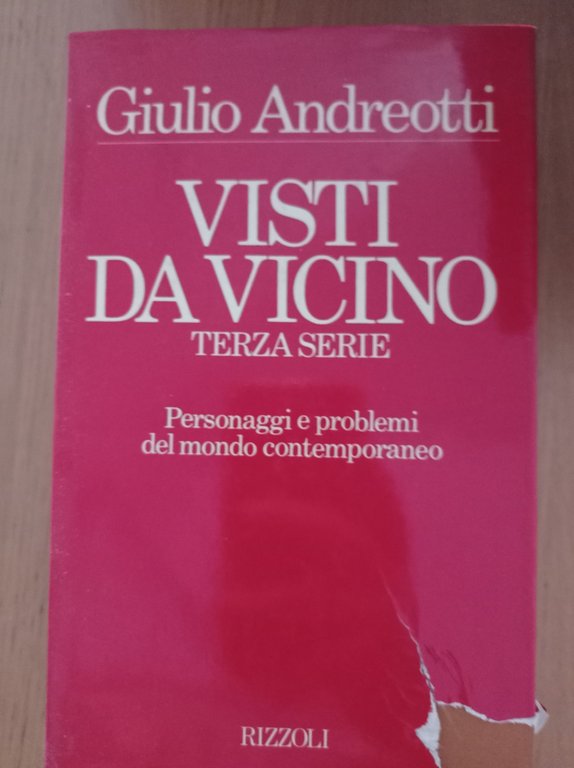 Giulio Andreotti
VISTI
DA VICINO
TERZA SERIE
Personaggi e problemi
del mondo contemporaneo
RIZZOLI